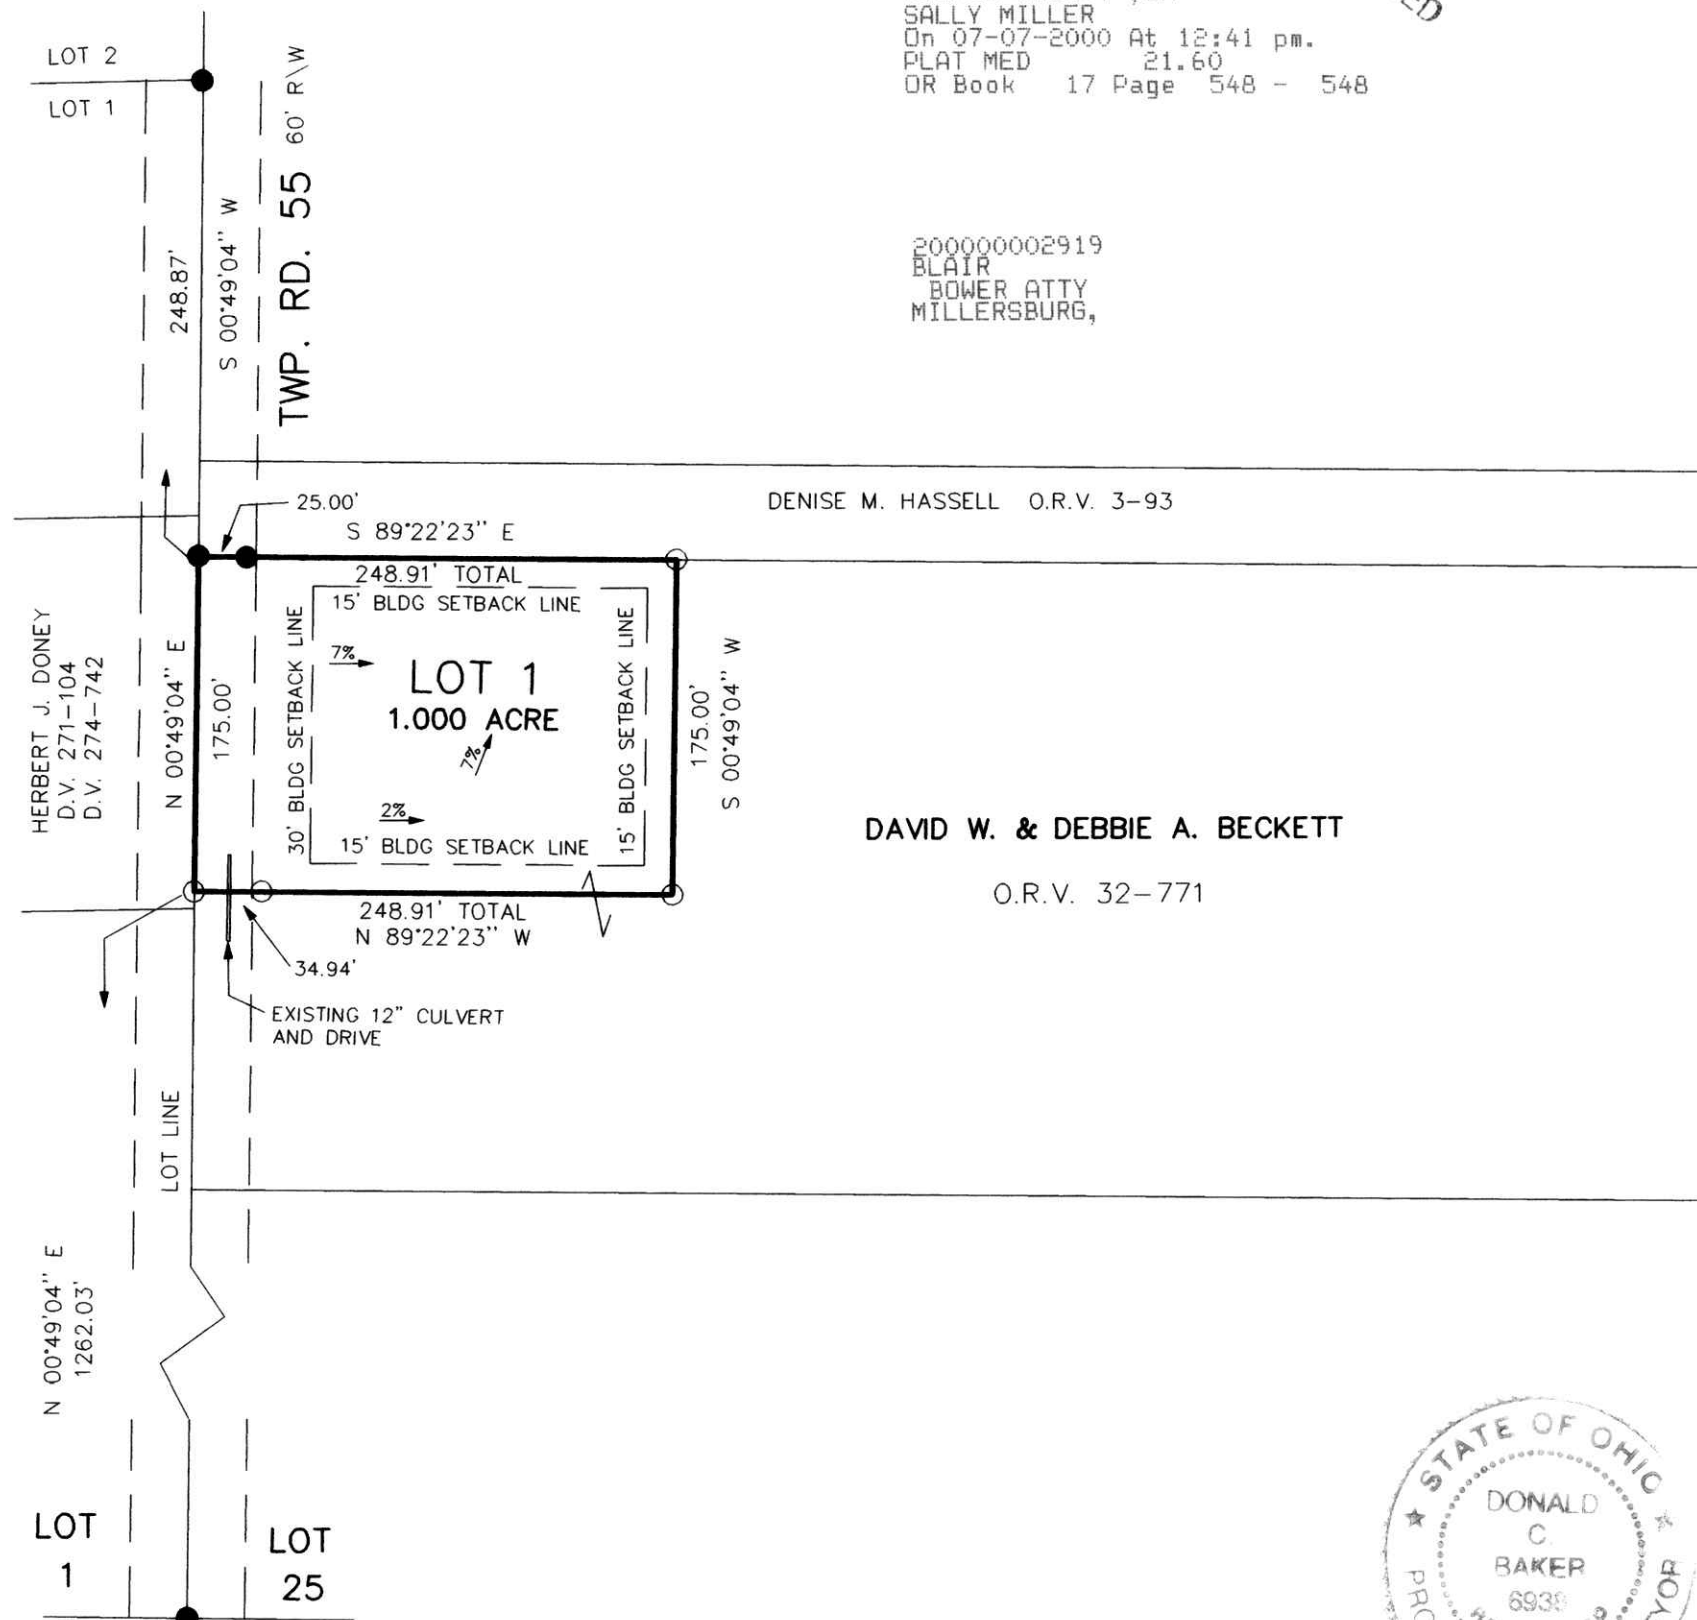 SALLY MILLER
On 07-07-2000 At 12:41 pm.
PLAT MED 21.60
OR Book 17 Page 548 - 548
LOT 2
LOT 1
60' R\W
TWP. RD. 55
248.87'
S 00°49'04" W
200000002919
BLAIR
BOWER ATTY
MILLERSBURG,
DENISE M. HASSELL O.R.V. 3-93
25.00'
S 89°22'23" E
248.91' TOTAL
15' BLDG SETBACK LINE
HERBERT J. DONEY
D.V. 271-104
D.V. 274-742
N 00°49'04" E
175.00'
30' BLDG SETBACK LINE
7%
LOT 1
1.000 ACRE
7%
2%
15' BLDG SETBACK LINE
15' BLDG SETBACK LINE
175.00'
S 00°49'04" W
DAVID W. & DEBBIE A. BECKETT
O.R.V. 32-771
248.91' TOTAL
N 89°22'23" W
34.94'
EXISTING 12" CULVERT
AND DRIVE
LOT LINE
N 00°49'04" E
1262.03'
LOT
1
LOT
25
STATE OF OHIO
DONALD
C.
BAKER
6938